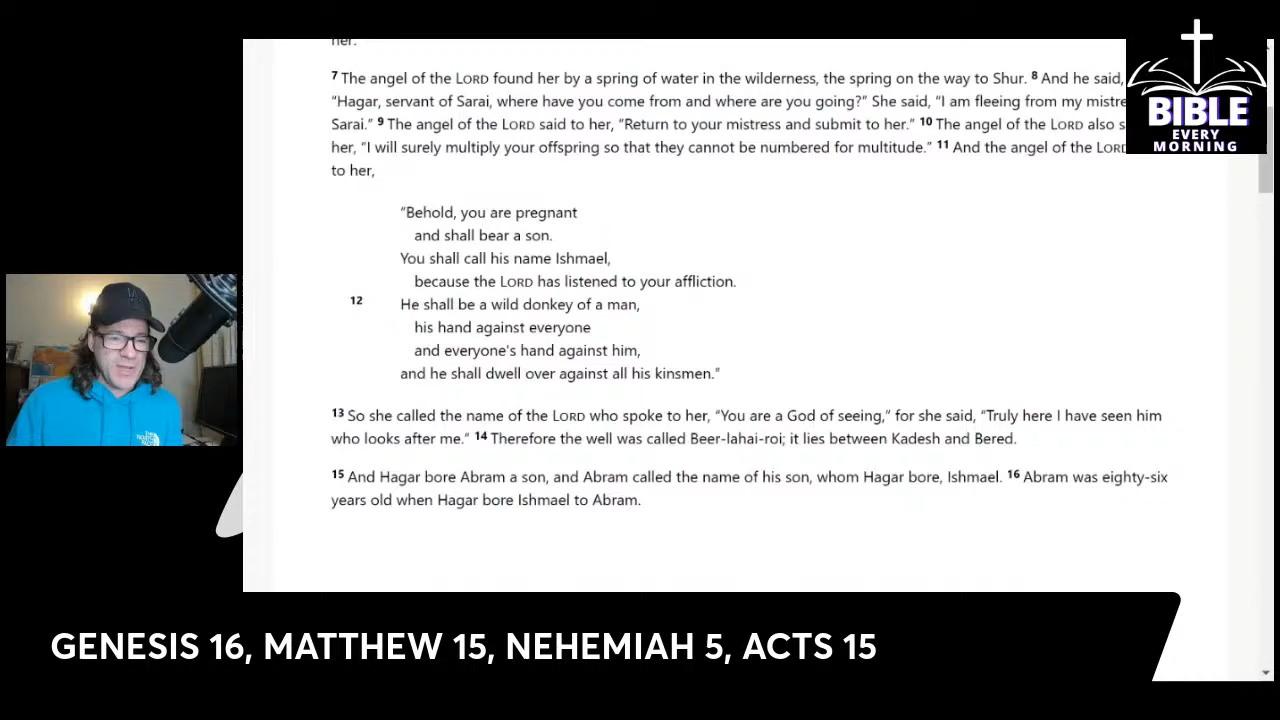 her.
7 The angel of the LORD found her by a spring of water in the wilderness, the spring on the way to Shur. 8 And he said,
“Hagar, servant of Sarai, where have you come from and where are you going?” She said, “I am fleeing from my mistre
Sarai.” 9 The angel of the LORD said to her, “Return to your mistress and submit to her.” 10 The angel of the LORD also s
her, “I will surely multiply your offspring so that they cannot be numbered for multitude.” 11 And the angel of the LORD
to her,
“Behold, you are pregnant
and shall bear a son.
You shall call his name Ishmael,
because the LORD has listened to your affliction.
12 He shall be a wild donkey of a man,
his hand against everyone
and everyone's hand against him,
and he shall dwell over against all his kinsmen.”
13 So she called the name of the LORD who spoke to her, “You are a God of seeing,” for she said, “Truly here I have seen him
who looks after me.” 14 Therefore the well was called Beer-lahai-roi; it lies between Kadesh and Bered.
15 And Hagar bore Abram a son, and Abram called the name of his son, whom Hagar bore, Ishmael. 16 Abram was eighty-six
years old when Hagar bore Ishmael to Abram.
BIBLE
EVERY
MORNING
GENESIS 16, MATTHEW 15, NEHEMIAH 5, ACTS 15